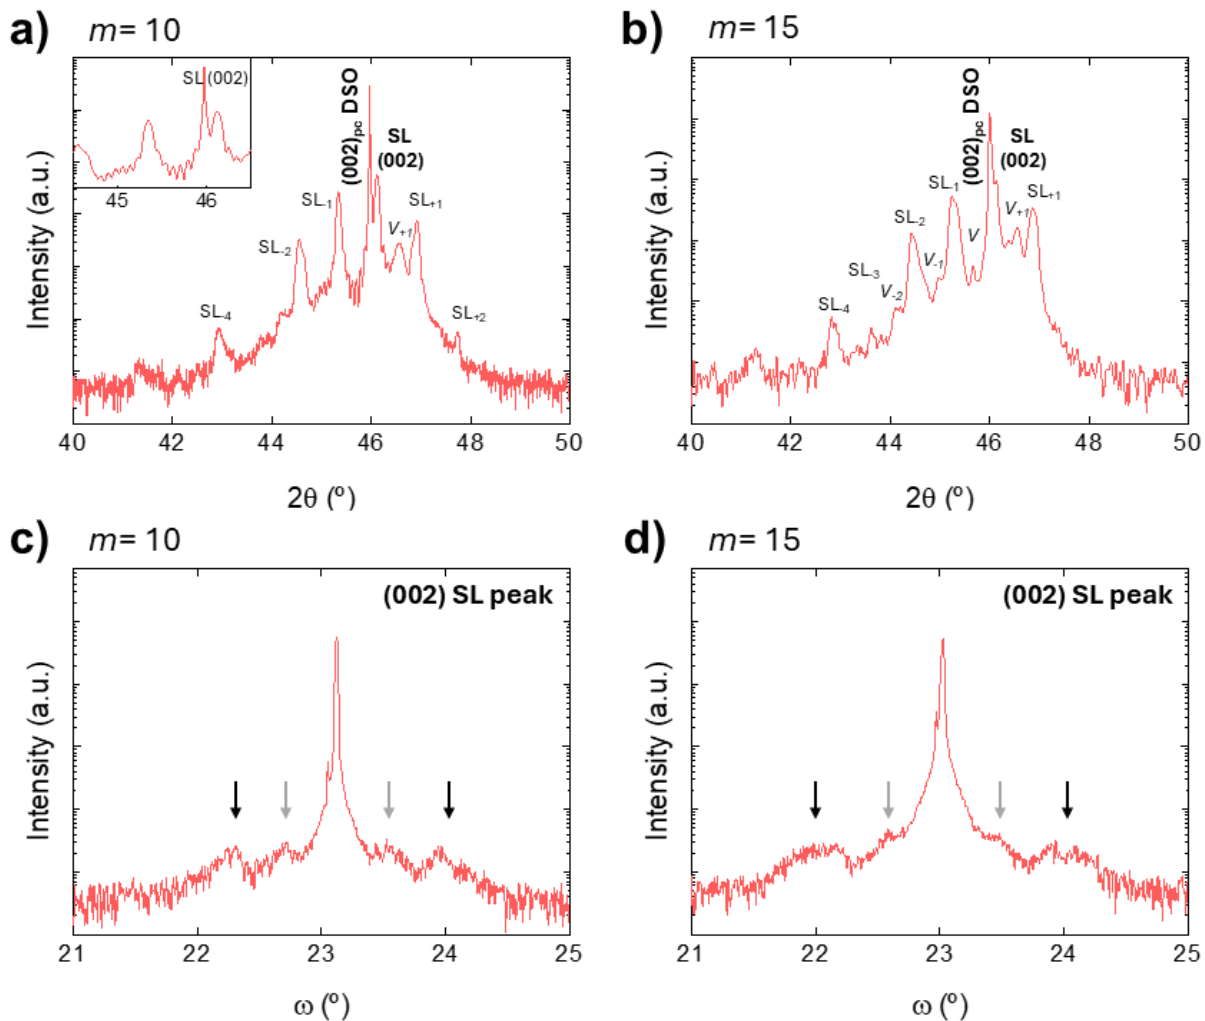 a) m= 10
SL (002)
45 46
(002)pc DSO
SL
(002)
SL-1
SL+1
SL-2
V+1
SL-4
SL+2
Intensity (a.u.)
40 42 44 46 48 50
2θ (º)
b) m= 15
(002)pc DSO
SL
(002)
SL-1
SL+1
SL-2
V+1
V
V-1
SL-3
V-2
SL-4
Intensity (a.u.)
40 42 44 46 48 50
2θ (º)
c) m= 10
(002) SL peak
Intensity (a.u.)
21 22 23 24 25
ω (º)
d) m= 15
(002) SL peak
Intensity (a.u.)
21 22 23 24 25
ω (º)